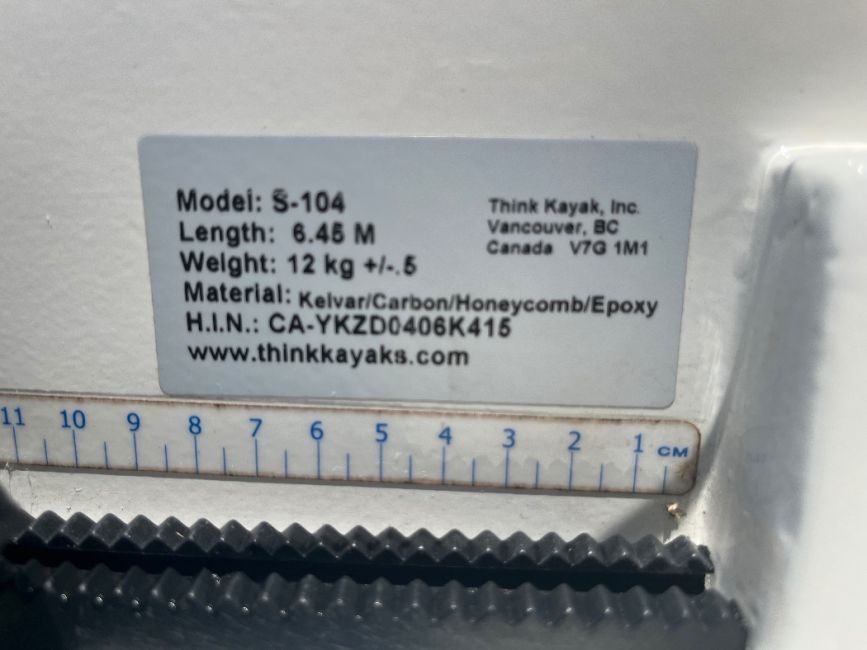 Model: S-104
Length: 6.45 M
Weight: 12 kg +/-.5
Material: Kelvar/Carbon/Honeycomb/Epoxy
H.I.N.: CA-YKZD0406K415
www.thinkkayaks.com
Think Kayak, Inc.
Vancouver, BC
Canada V7G 1M1
11 10 9 8 7 6 5 4 3 2 1 CM